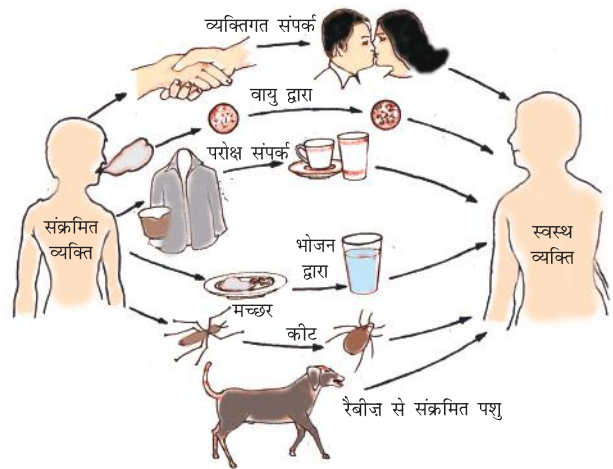 व्यक्तिगत संपर्क
वायु द्वारा
परोक्ष संपर्क
संक्रमित
व्यक्ति
स्वस्थ
व्यक्ति
भोजन
द्वारा
मच्छर
कीट
रैबीज़ से संक्रमित पशु